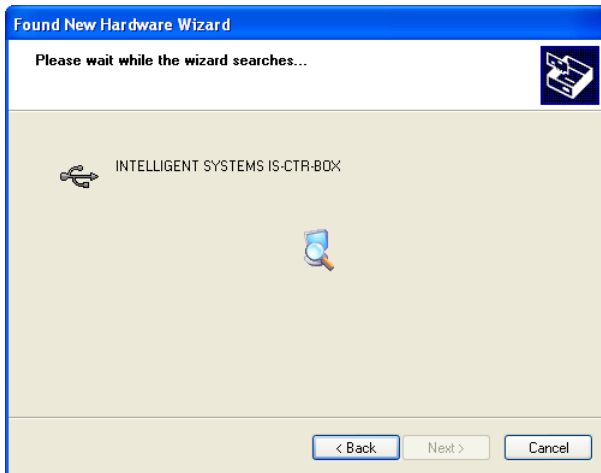 Found New Hardware Wizard
Please wait while the wizard searches...
INTELLIGENT SYSTEMS IS-CTR-BOX
< Back
Next >
Cancel